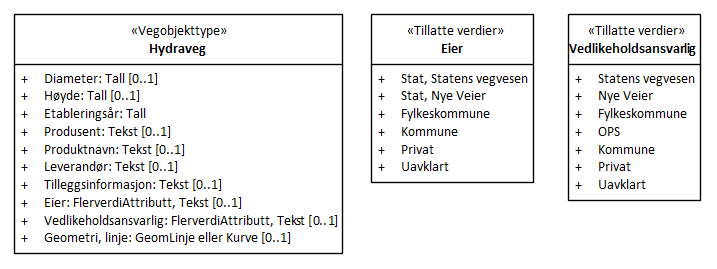 «Vegobjekttype»
Hydraveg
+ Diameter: Tall [0..1]
+ Høyde: Tall [0..1]
+ Etableringsår: Tall
+ Produsent: Tekst [0..1]
+ Produktnavn: Tekst [0..1]
+ Leverandør: Tekst [0..1]
+ Tilleggsinformasjon: Tekst [0..1]
+ Eier: FlerverdiAttributt, Tekst [0..1]
+ Vedlikeholdsansvarlig: FlerverdiAttributt, Tekst [0..1]
+ Geometri, linje: GeomLinje eller Kurve [0..1]
«Tillatte verdier»
Eier
+ Stat, Statens vegvesen
+ Stat, Nye Veier
+ Fylkeskommune
+ Kommune
+ Privat
+ Uavklart
«Tillatte verdier»
Vedlikeholdsansvarlig
+ Statens vegvesen
+ Nye Veier
+ Fylkeskommune
+ OPS
+ Kommune
+ Privat
+ Uavklart